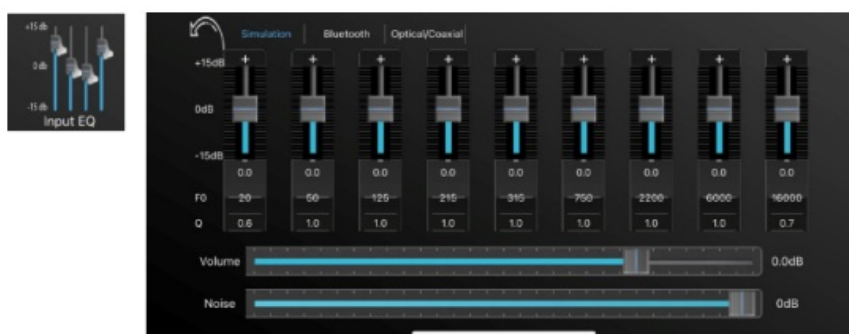 +15 db
0 db
-15 db
Input EQ
Simulation Bluetooth Optical/Coaxial
+15dB + + + + + + + + +
0dB
-15dB
0.0 0.0 0.0 0.0 0.0 0.0 0.0 0.0 0.0
F0 20 50 125 215 315 750 2200 6000 16000
Q 0.6 1.0 1.0 1.0 1.0 1.0 1.0 1.0 0.7
Volume 0.0dB
Noise 0dB